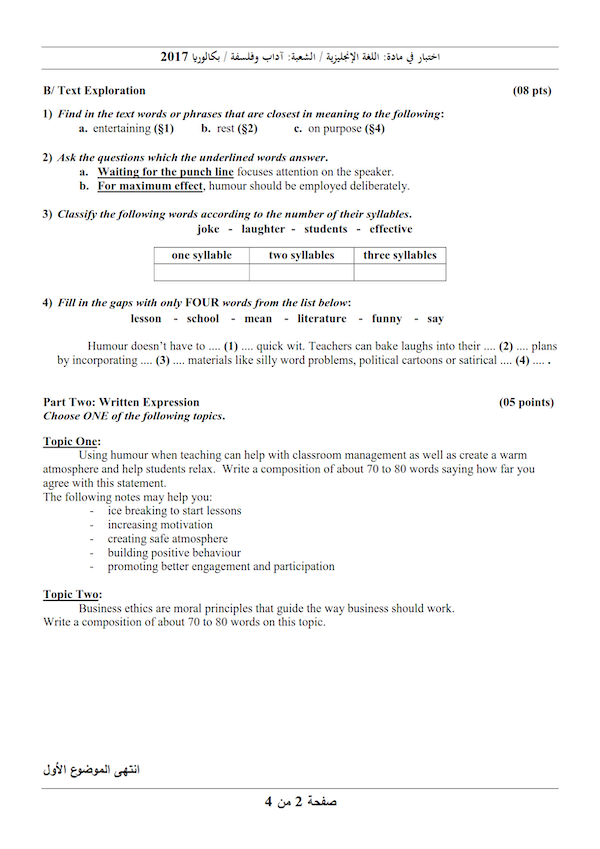 اختبار في مادة: اللغة الإنجليزية / الشعبة: آداب وفلسفة / بكالوريا 2017
B/ Text Exploration (08 pts)
1) Find in the text words or phrases that are closest in meaning to the following:
a. entertaining (§1) b. rest (§2) c. on purpose (§4)
2) Ask the questions which the underlined words answer.
a. Waiting for the punch line focuses attention on the speaker.
b. For maximum effect, humour should be employed deliberately.
3) Classify the following words according to the number of their syllables.
joke - laughter - students - effective
one syllable two syllables three syllables
4) Fill in the gaps with only FOUR words from the list below:
lesson - school - mean - literature - funny - say
Humour doesn't have to .... (1) .... quick wit. Teachers can bake laughs into their .... (2) .... plans
by incorporating .... (3) .... materials like silly word problems, political cartoons or satirical .... (4) .... .
Part Two: Written Expression (05 points)
Choose ONE of the following topics.
Topic One:
Using humour when teaching can help with classroom management as well as create a warm
atmosphere and help students relax. Write a composition of about 70 to 80 words saying how far you
agree with this statement.
The following notes may help you:
- ice breaking to start lessons
- increasing motivation
- creating safe atmosphere
- building positive behaviour
- promoting better engagement and participation
Topic Two:
Business ethics are moral principles that guide the way business should work.
Write a composition of about 70 to 80 words on this topic.
انتهى الموضوع الأول
صفحة 2 من 4